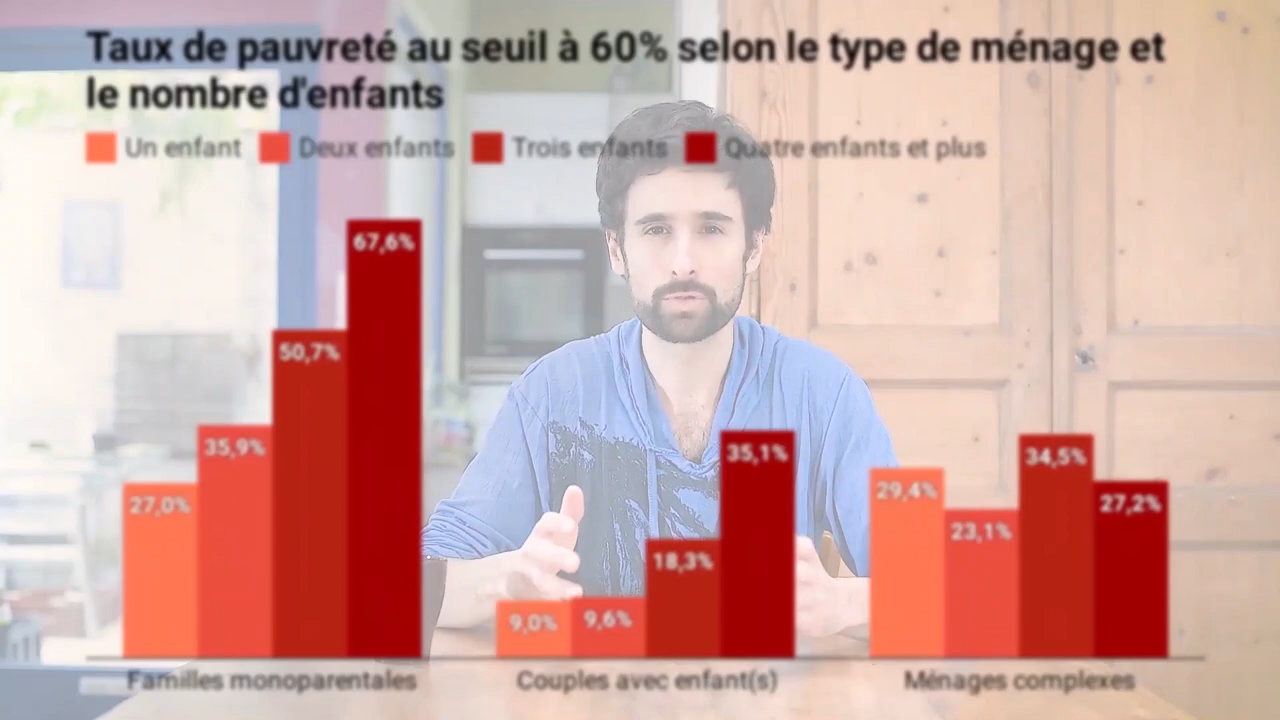 Taux de pauvreté au seuil à 60% selon le type de ménage et
le nombre d'enfants
Un enfant Deux enfants Trois enfants Quatre enfants et plus
67,6%
50,7%
35,9%
27,0%
35,1%
18,3%
9,0% 9,6%
34,5%
29,4%
27,2%
23,1%
Familles monoparentales Couples avec enfant(s) Ménages complexes